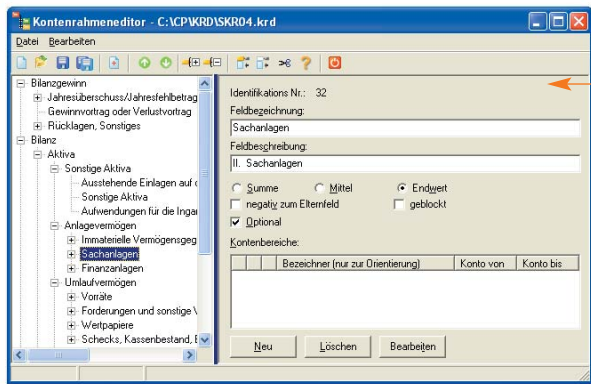 Kontenrahmeneditor - C:\CP\KRD\SKR04.krd
Datei Bearbeiten
Bilanzgewinn
Jahresüberschuss/Jahresfehlbetrag
Gewinnvortrag oder Verlustvortrag
Rücklagen, Sonstiges
Bilanz
Aktiva
Sonstige Aktiva
Ausstehende Einlagen auf
Sonstige Aktiva
Aufwendungen für die Ingar
Anlagevermögen
Immaterielle Vermögensgeg
Sachanlagen
Finanzanlagen
Umlaufvermögen
Vorräte
Forderungen und sonstige
Wertpapiere
Schecks, Kassenbestand,
Identifikations Nr.: 32
Feldbezeichnung:
Sachanlagen
Feldbeschreibung:
II. Sachanlagen
Summe Mittel Endwert
negativ zum Elternfeld geblockt
Optional
Kontenbereiche:
Bezeichner (nur zur Orientierung) Konto von Konto bis
Neu Löschen Bearbeiten